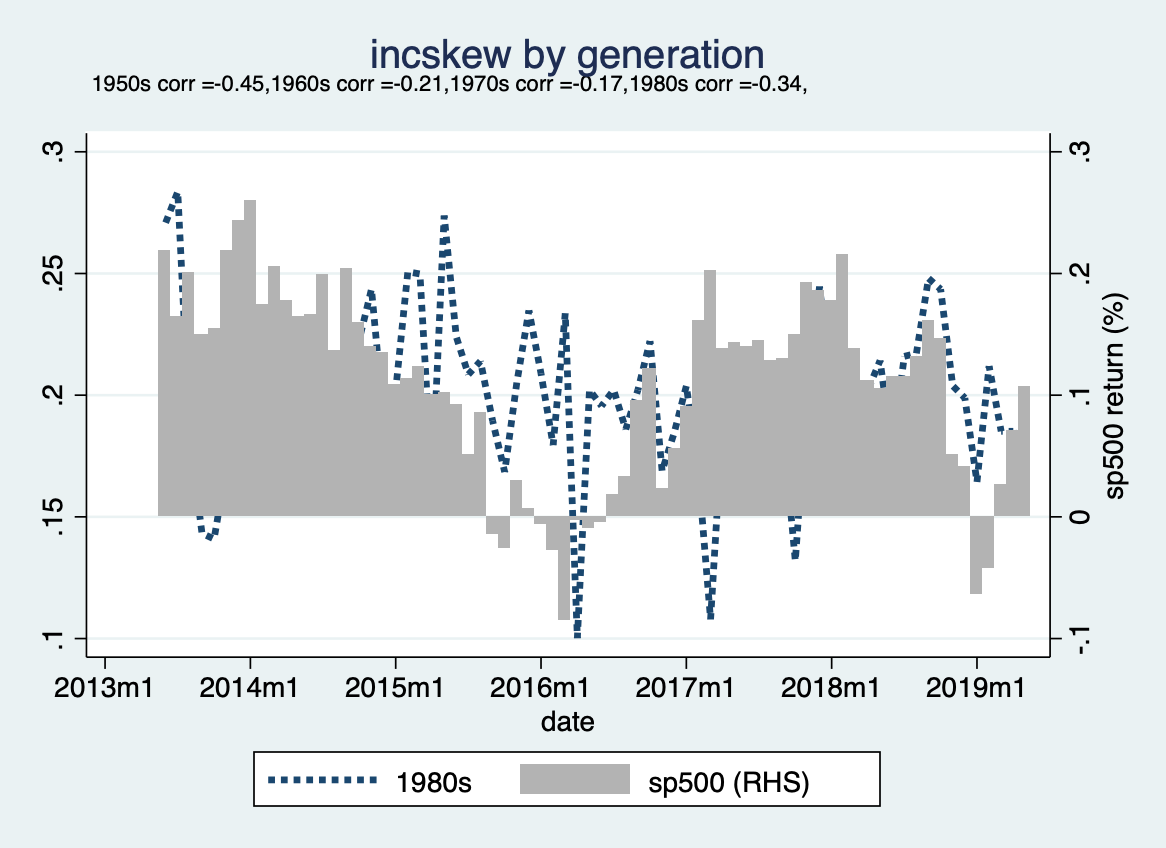 incskew by generation
1950s corr =-0.45,1960s corr =-0.21,1970s corr =-0.17,1980s corr =-0.34,
.3
.25
.2
.15
.1
.3
.2
.1
0
-.1
sp500 return (%)
2013m1 2014m1 2015m1 2016m1 2017m1 2018m1 2019m1
date
1980s sp500 (RHS)